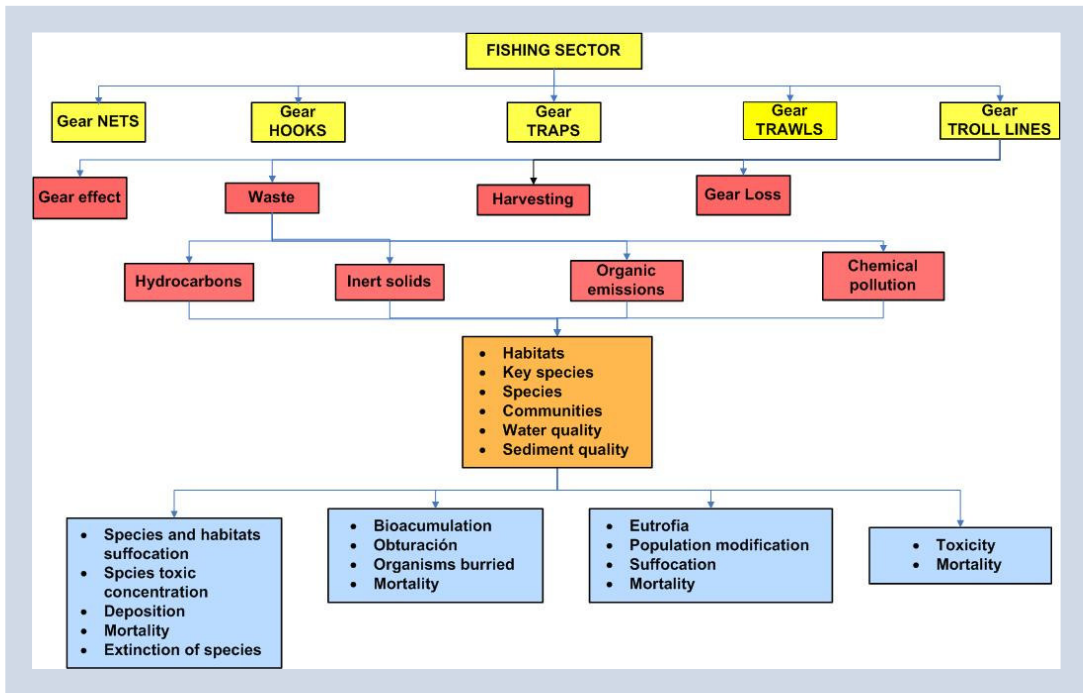 FISHING SECTOR
Gear NETS
Gear
HOOKS
Gear
TRAPS
Gear
TRAWLS
Gear
TROLL LINES
Gear effect
Waste
Harvesting
Gear Loss
Hydrocarbons
Inert solids
Organic
emissions
Chemical
pollution
• Habitats
• Key species
• Species
• Communities
• Water quality
• Sediment quality
• Species and habitats
suffocation
• Spcies toxic
concentration
• Deposition
• Mortality
• Extinction of species
• Bioacumulation
• Obturación
• Organisms burried
• Mortality
• Eutrofia
• Population modification
• Suffocation
• Mortality
• Toxicity
• Mortality